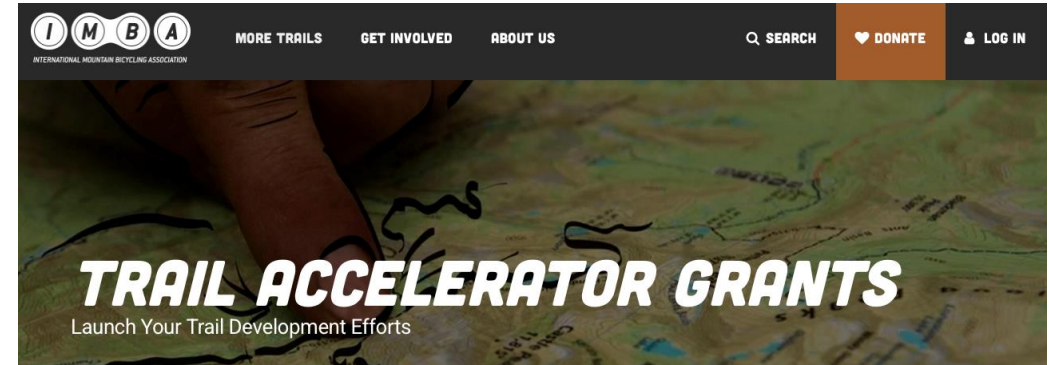 IMBA
INTERNATIONAL MOUNTAIN BICYCLING ASSOCIATION
MORE TRAILS
GET INVOLVED
ABOUT US
SEARCH
DONATE
LOG IN
TRAIL ACCELERATOR GRANTS
Launch Your Trail Development Efforts